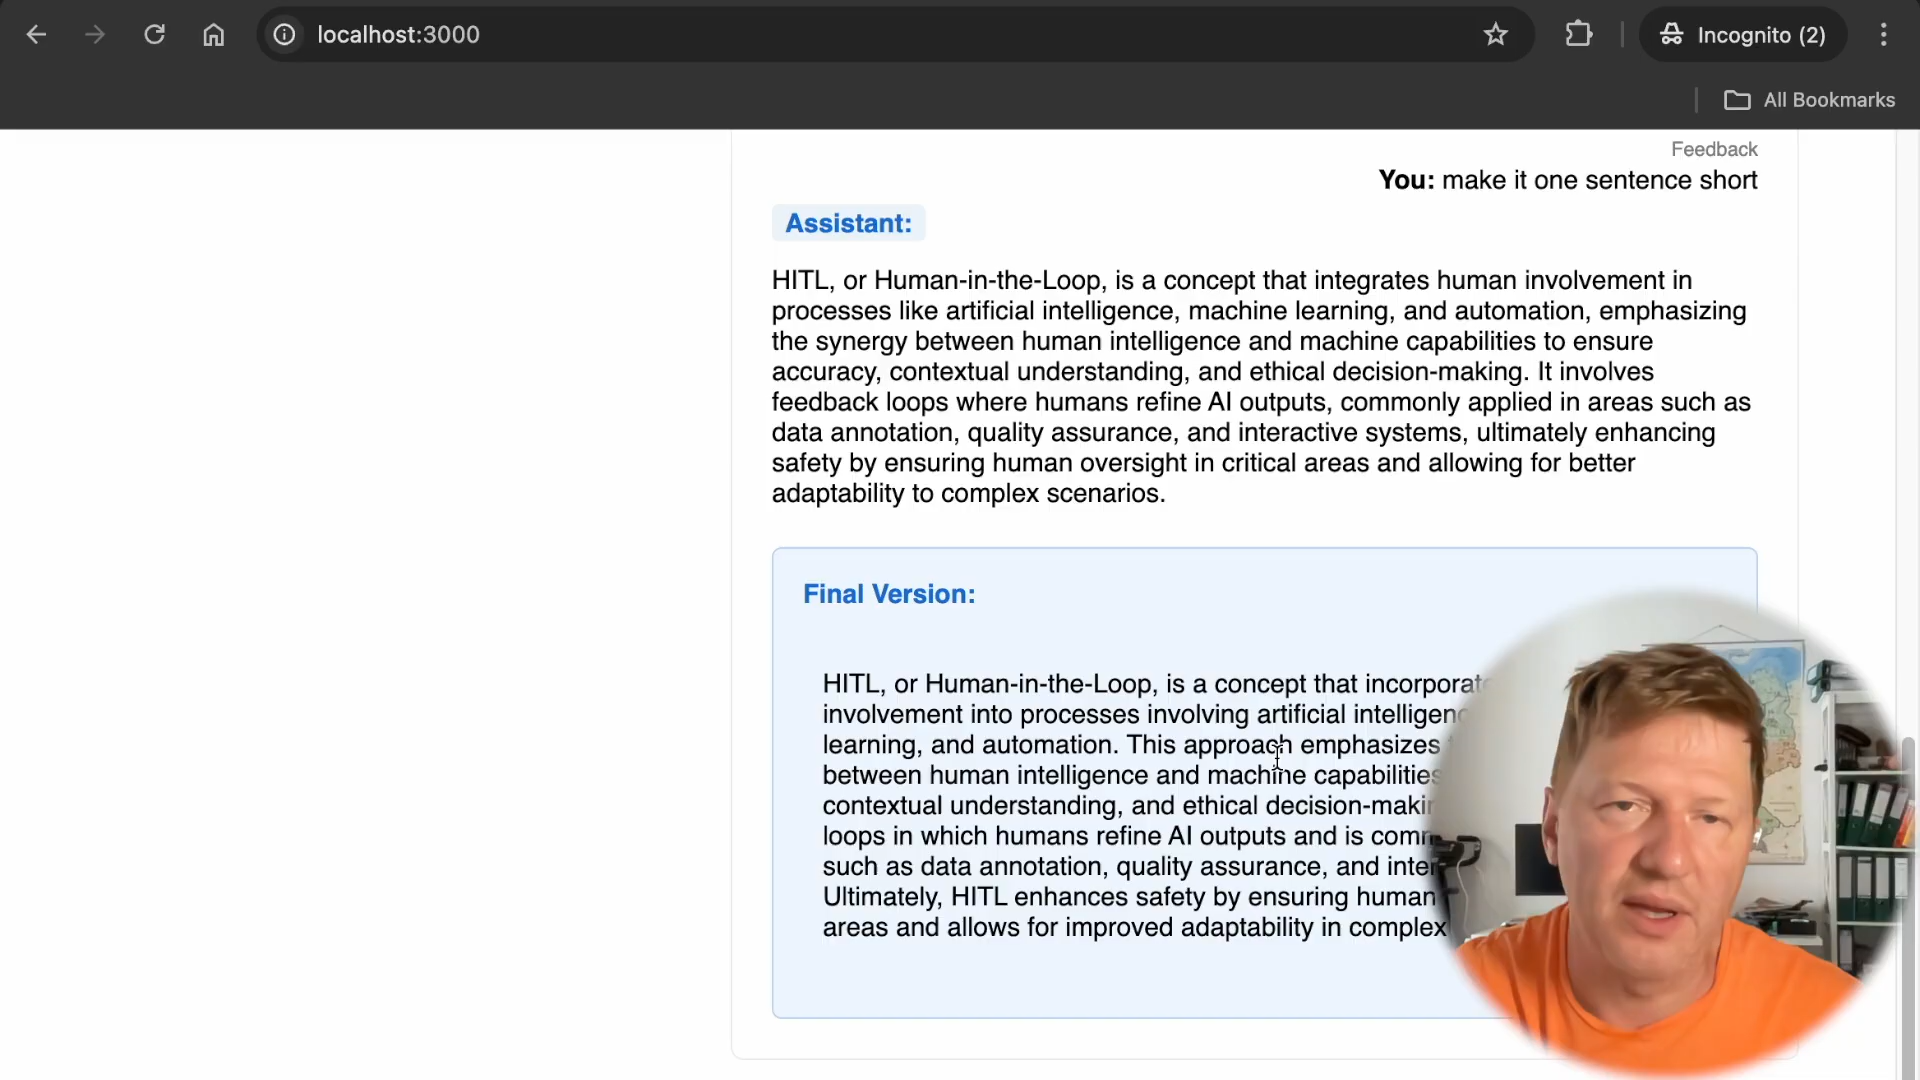 localhost:3000
Incognito (2)
All Bookmarks
Feedback
You: make it one sentence short
Assistant:
HITL, or Human-in-the-Loop, is a concept that integrates human involvement in
processes like artificial intelligence, machine learning, and automation, emphasizing
the synergy between human intelligence and machine capabilities to ensure
accuracy, contextual understanding, and ethical decision-making. It involves
feedback loops where humans refine AI outputs, commonly applied in areas such as
data annotation, quality assurance, and interactive systems, ultimately enhancing
safety by ensuring human oversight in critical areas and allowing for better
adaptability to complex scenarios.
Final Version:
HITL, or Human-in-the-Loop, is a concept that
involvement into processes involving artificial
learning, and automation. This approach emphasizes
between human intelligence and machine capabilities
contextual understanding, and ethical
loops in which humans refine AI outputs and is
such as data annotation, quality assurance, and
Ultimately, HITL enhances safety by ensuring human
areas and allows for improved adaptability in complex